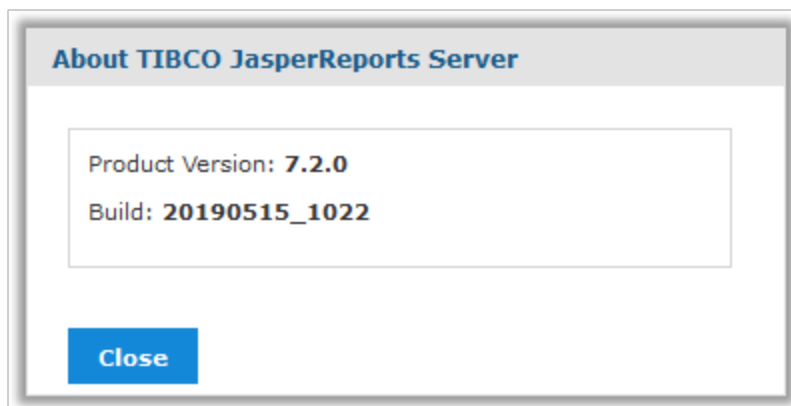 About TIBCO JasperReports Server
Product Version: 7.2.0
Build: 20190515_1022
Close